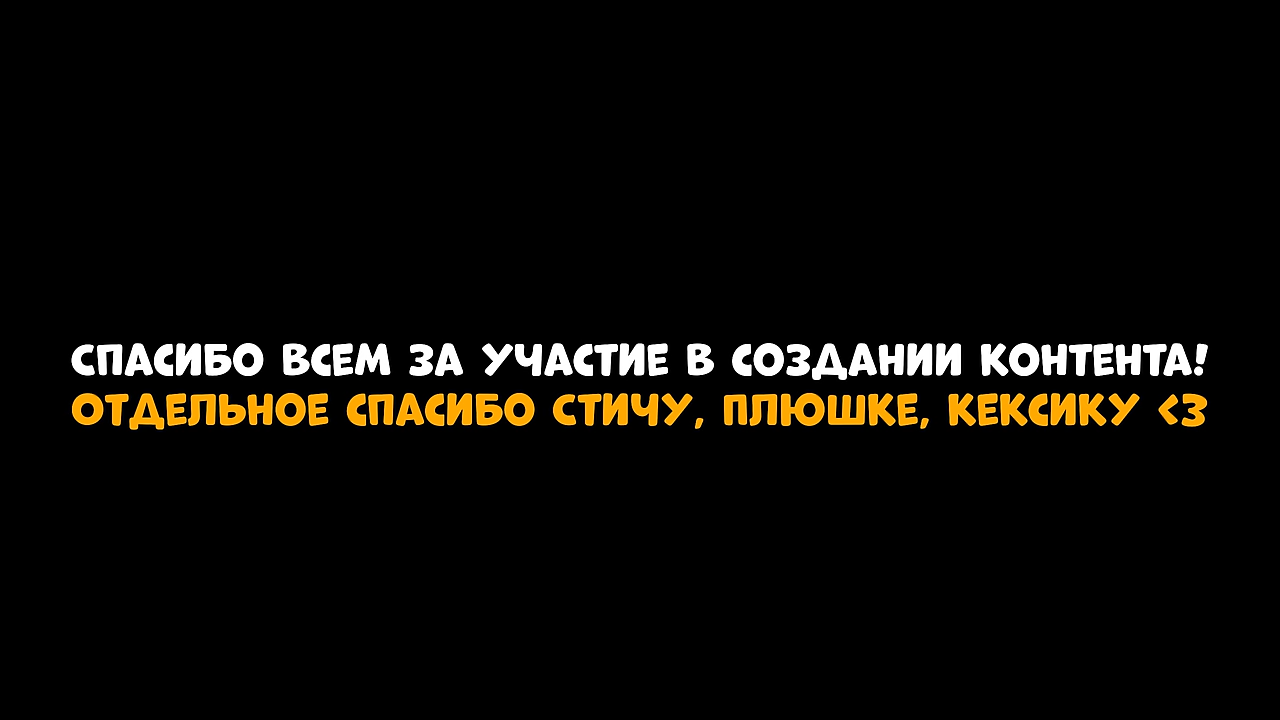 СПАСИБО ВСЕМ ЗА УЧАСТИЕ В СОЗДАНИИ КОНТЕНТА!
ОТДЕЛЬНОЕ СПАСИБО СТИЧУ, ПЛЮШКЕ, КЕКСИКУ <3